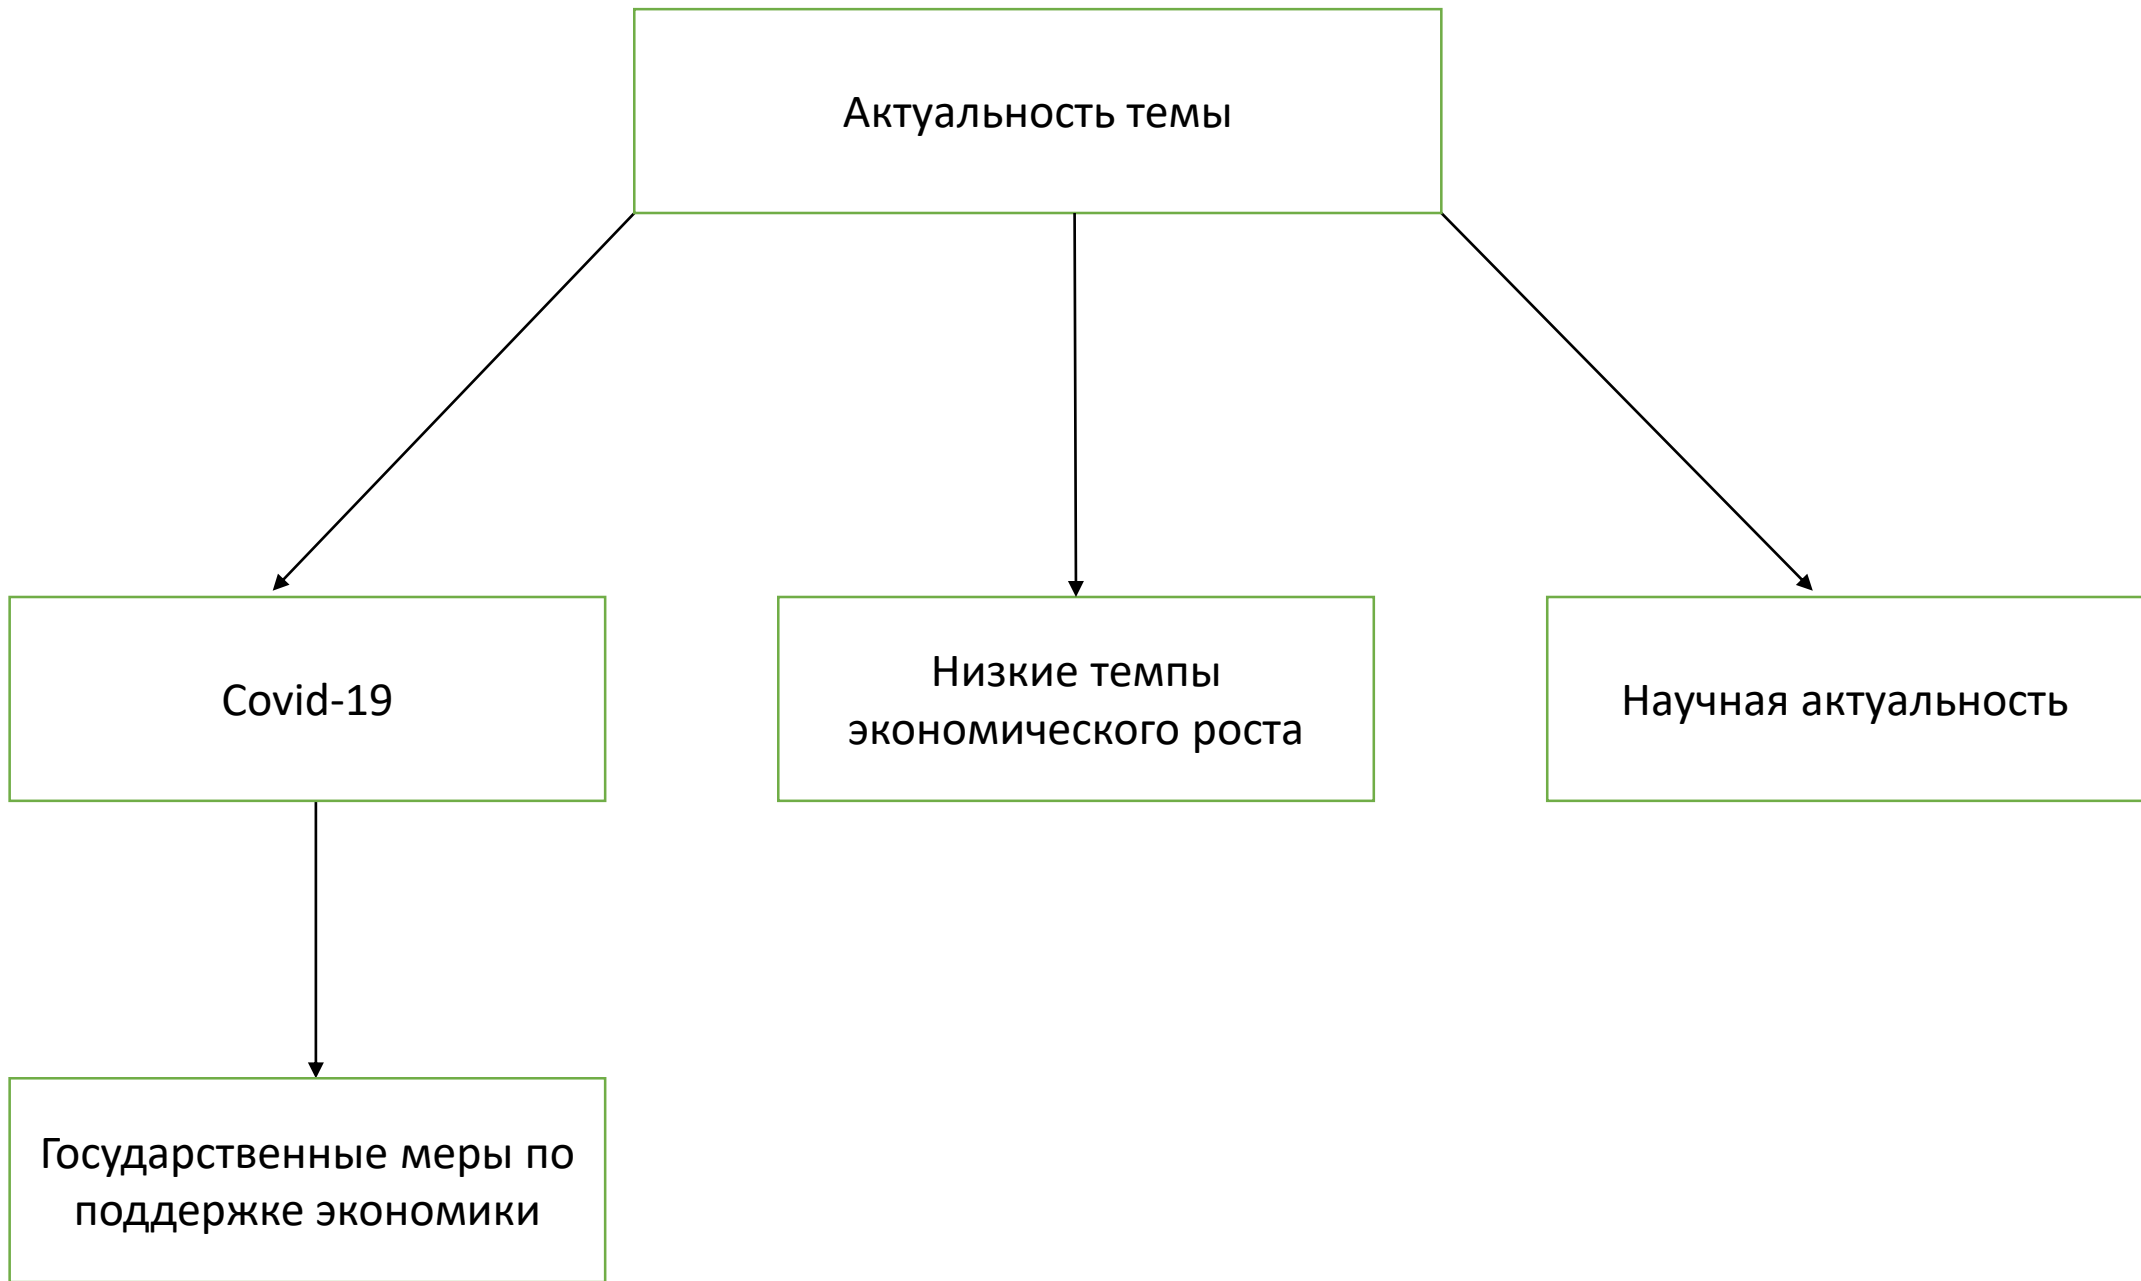 Актуальность темы
Covid-19
Низкие темпы
экономического роста
Научная актуальность
Государственные меры по
поддержке экономики